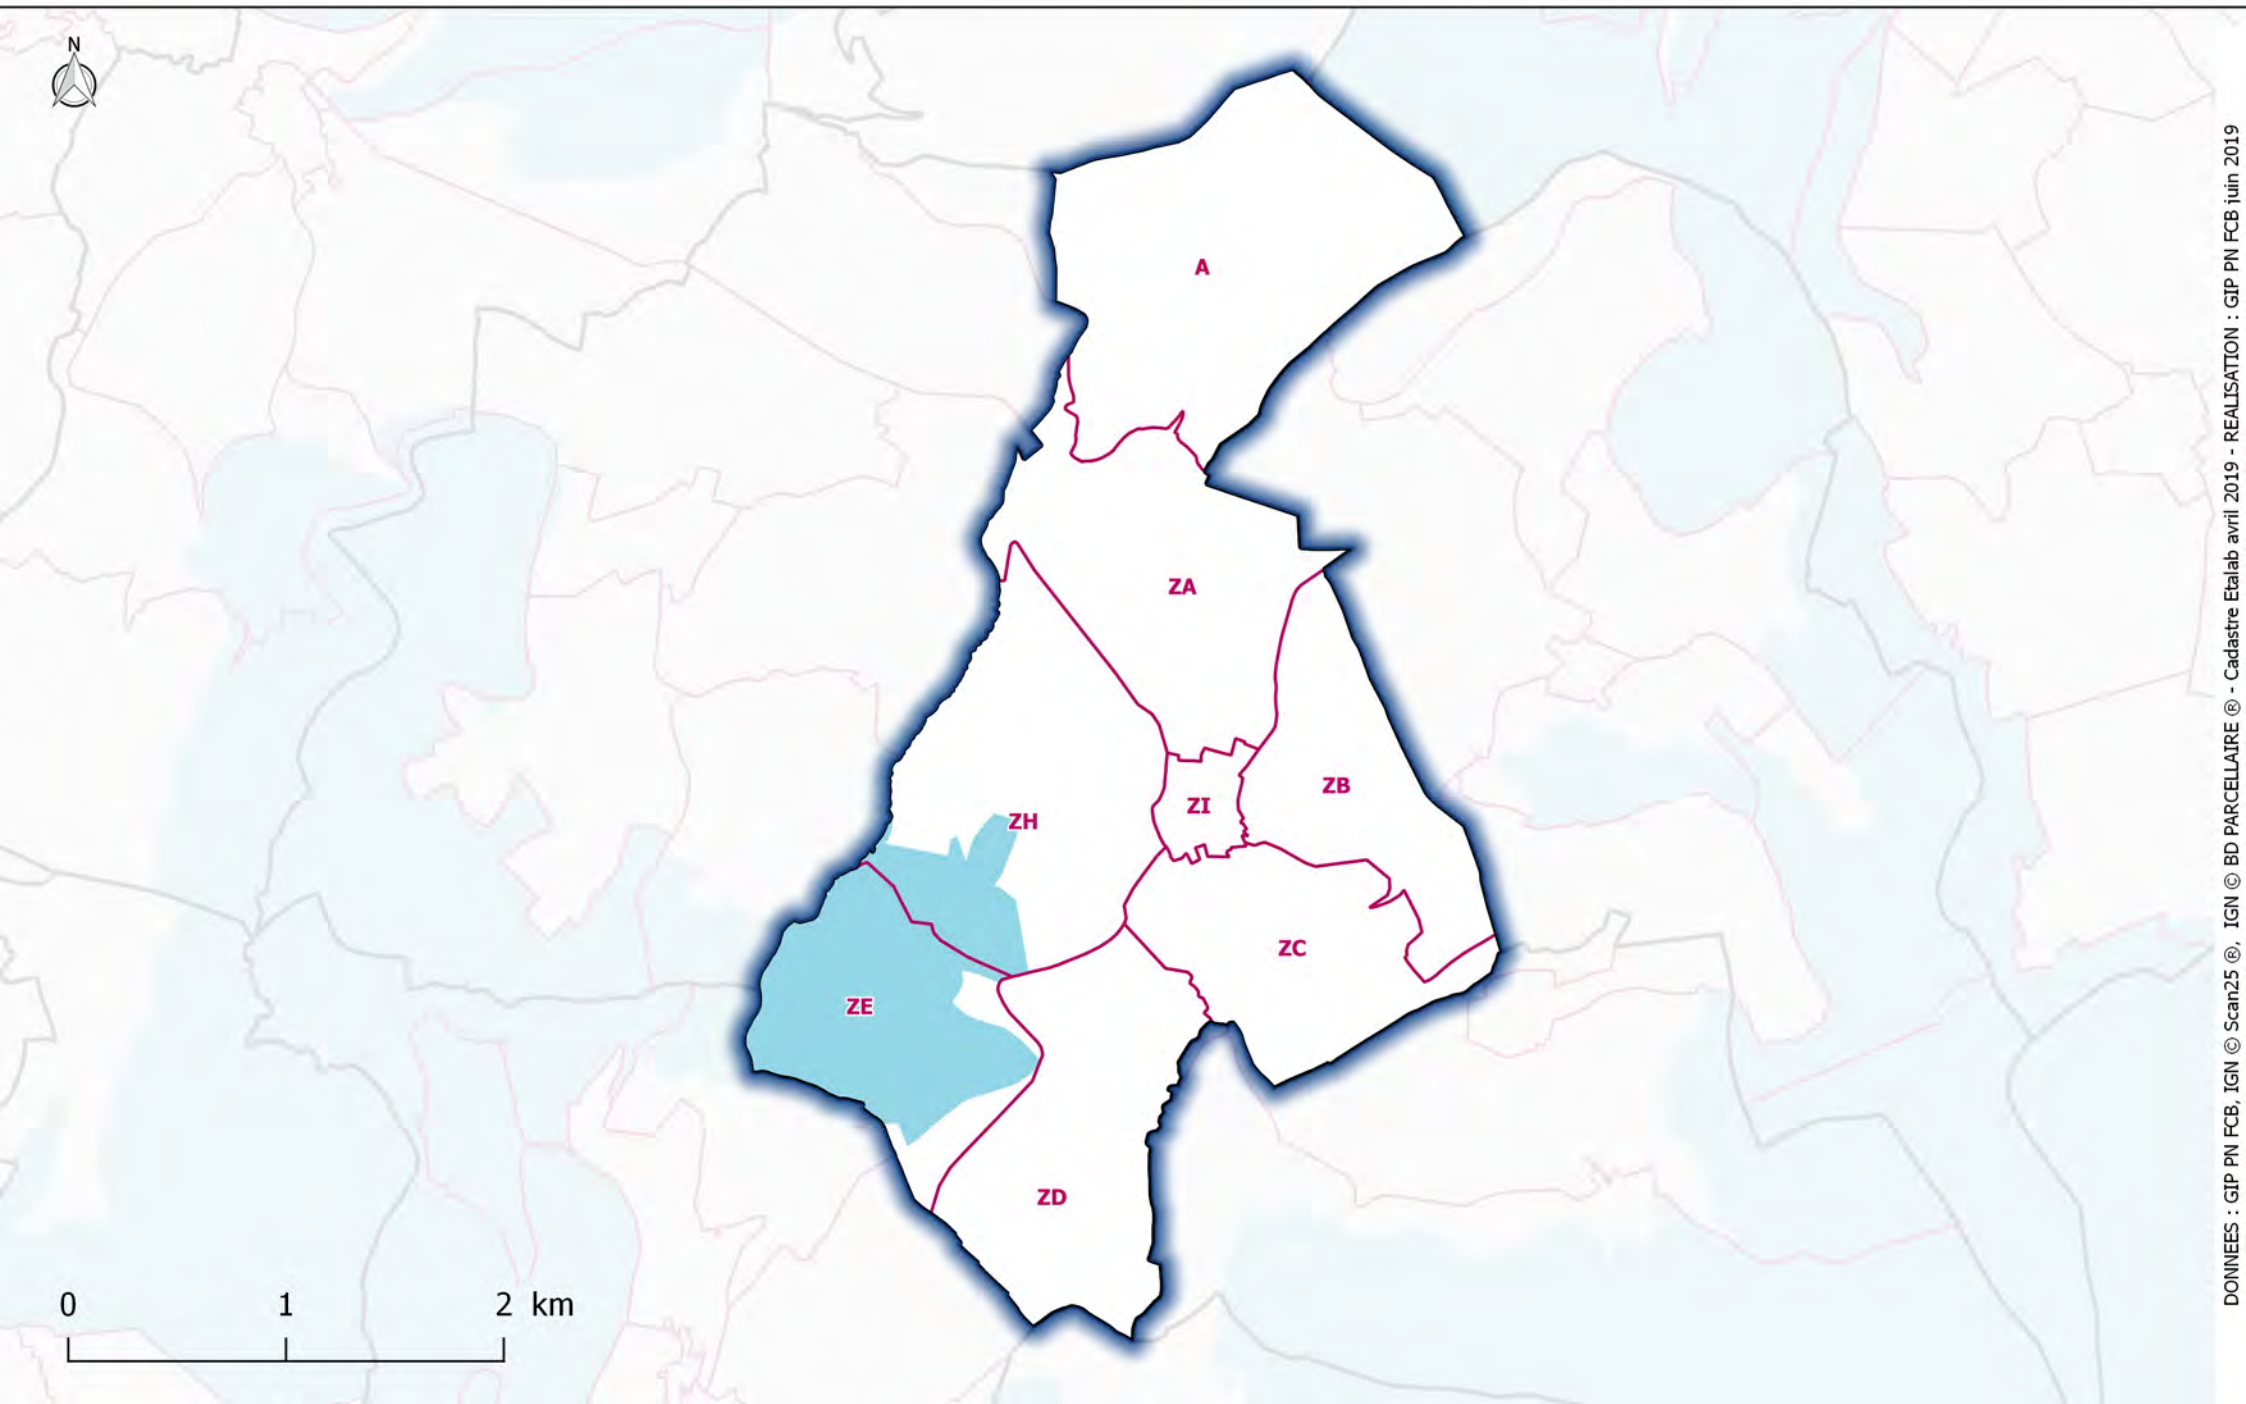 N
A
ZA
ZB
ZI
ZH
ZC
ZE
ZD
0 1 2 km
DONNEES : GIP PN FCB, IGN © Scan25 ®, IGN © BD PARCELLAIRE ® - Cadastre Etalab avril 2019 - REALISATION : GIP PN FCB juin 2019